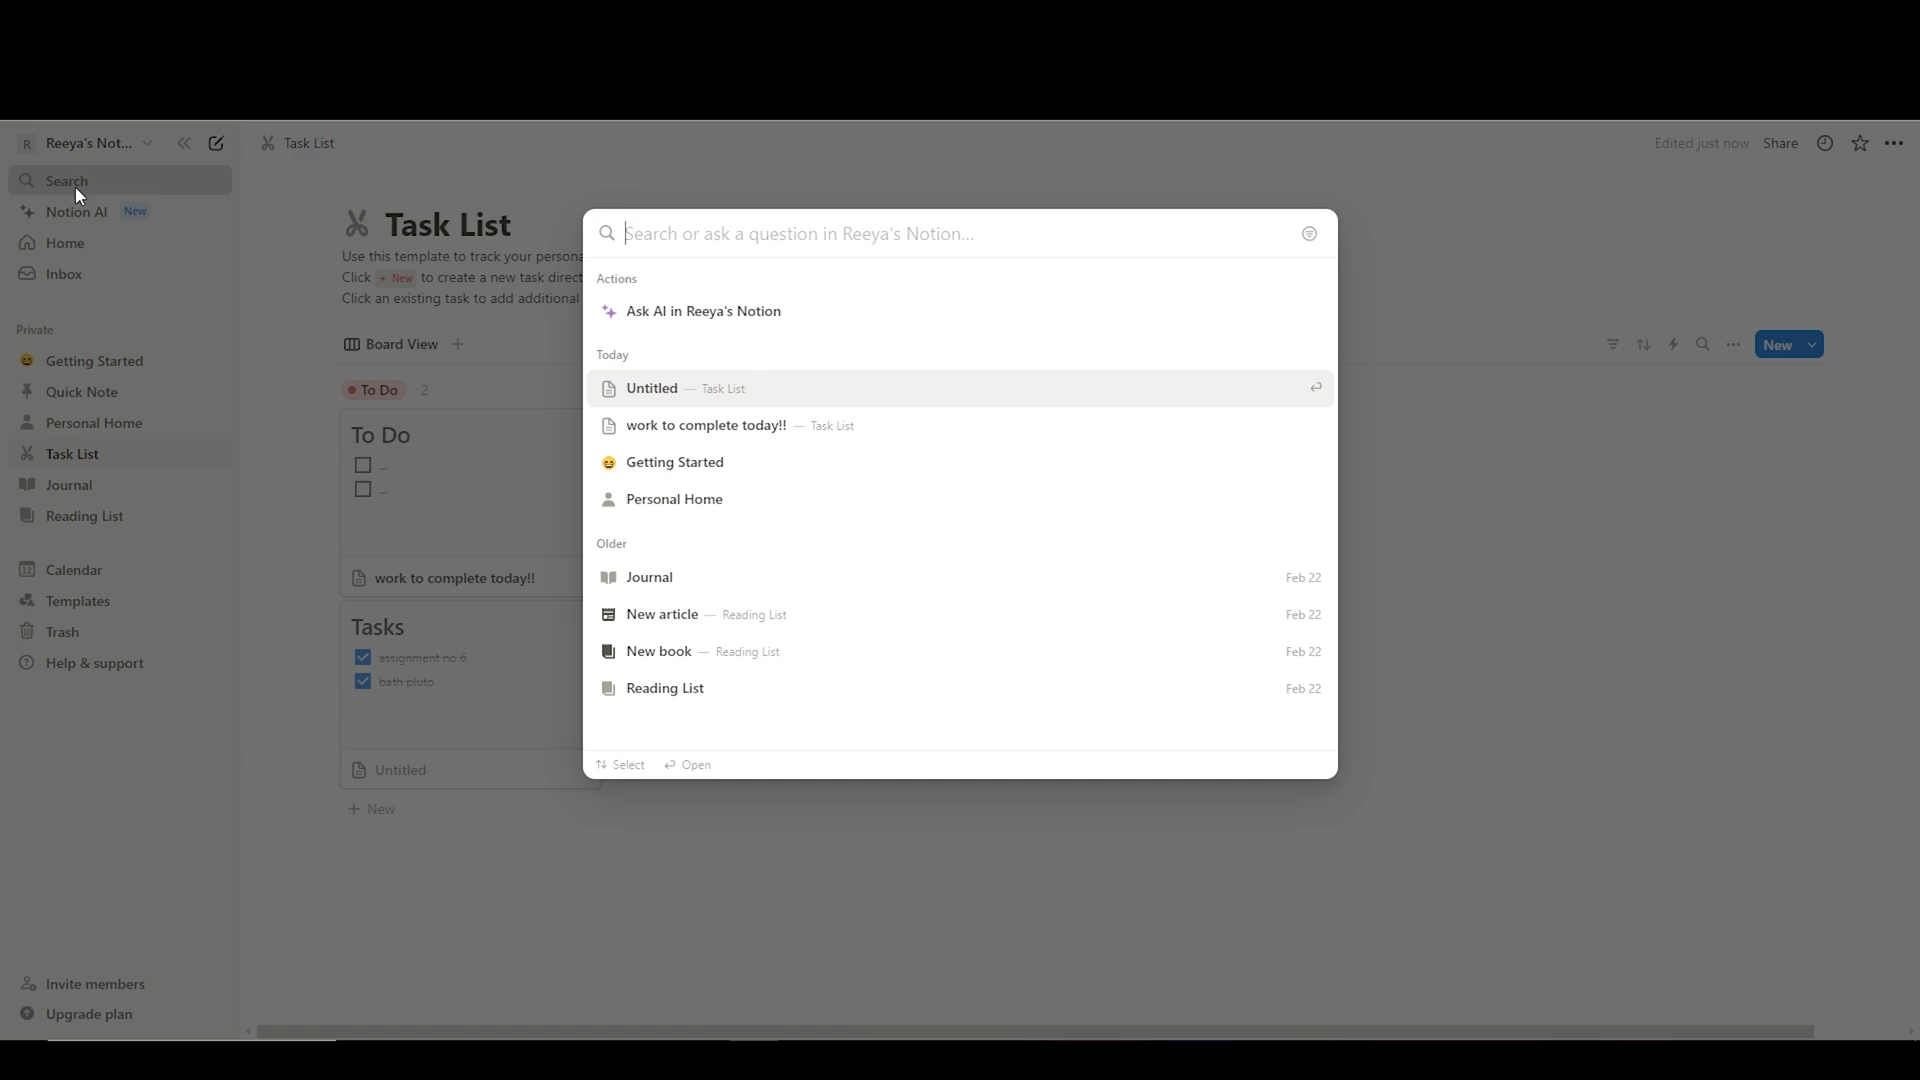 R Reeya's Not...
Search
Notion AI New
Home
Inbox
Private
Getting Started
Quick Note
Personal Home
Task List
Journal
Reading List
12 Calendar
Templates
Trash
Help & support
Invite members
Upgrade plan
Task List
Edited just now Share
Task List
Use this template to track your persona
Click + New to create a new task direct
Click an existing task to add additional
Board View
New
To Do 2
To Do
...
...
work to complete today!!
Tasks
assignment no 6
bath pluto
Untitled
+ New
Search or ask a question in Reeya's Notion...
Actions
Ask AI in Reeya's Notion
Today
Untitled — Task List
work to complete today!! — Task List
Getting Started
Personal Home
Older
Journal Feb 22
New article — Reading List Feb 22
New book — Reading List Feb 22
Reading List Feb 22
Select Open